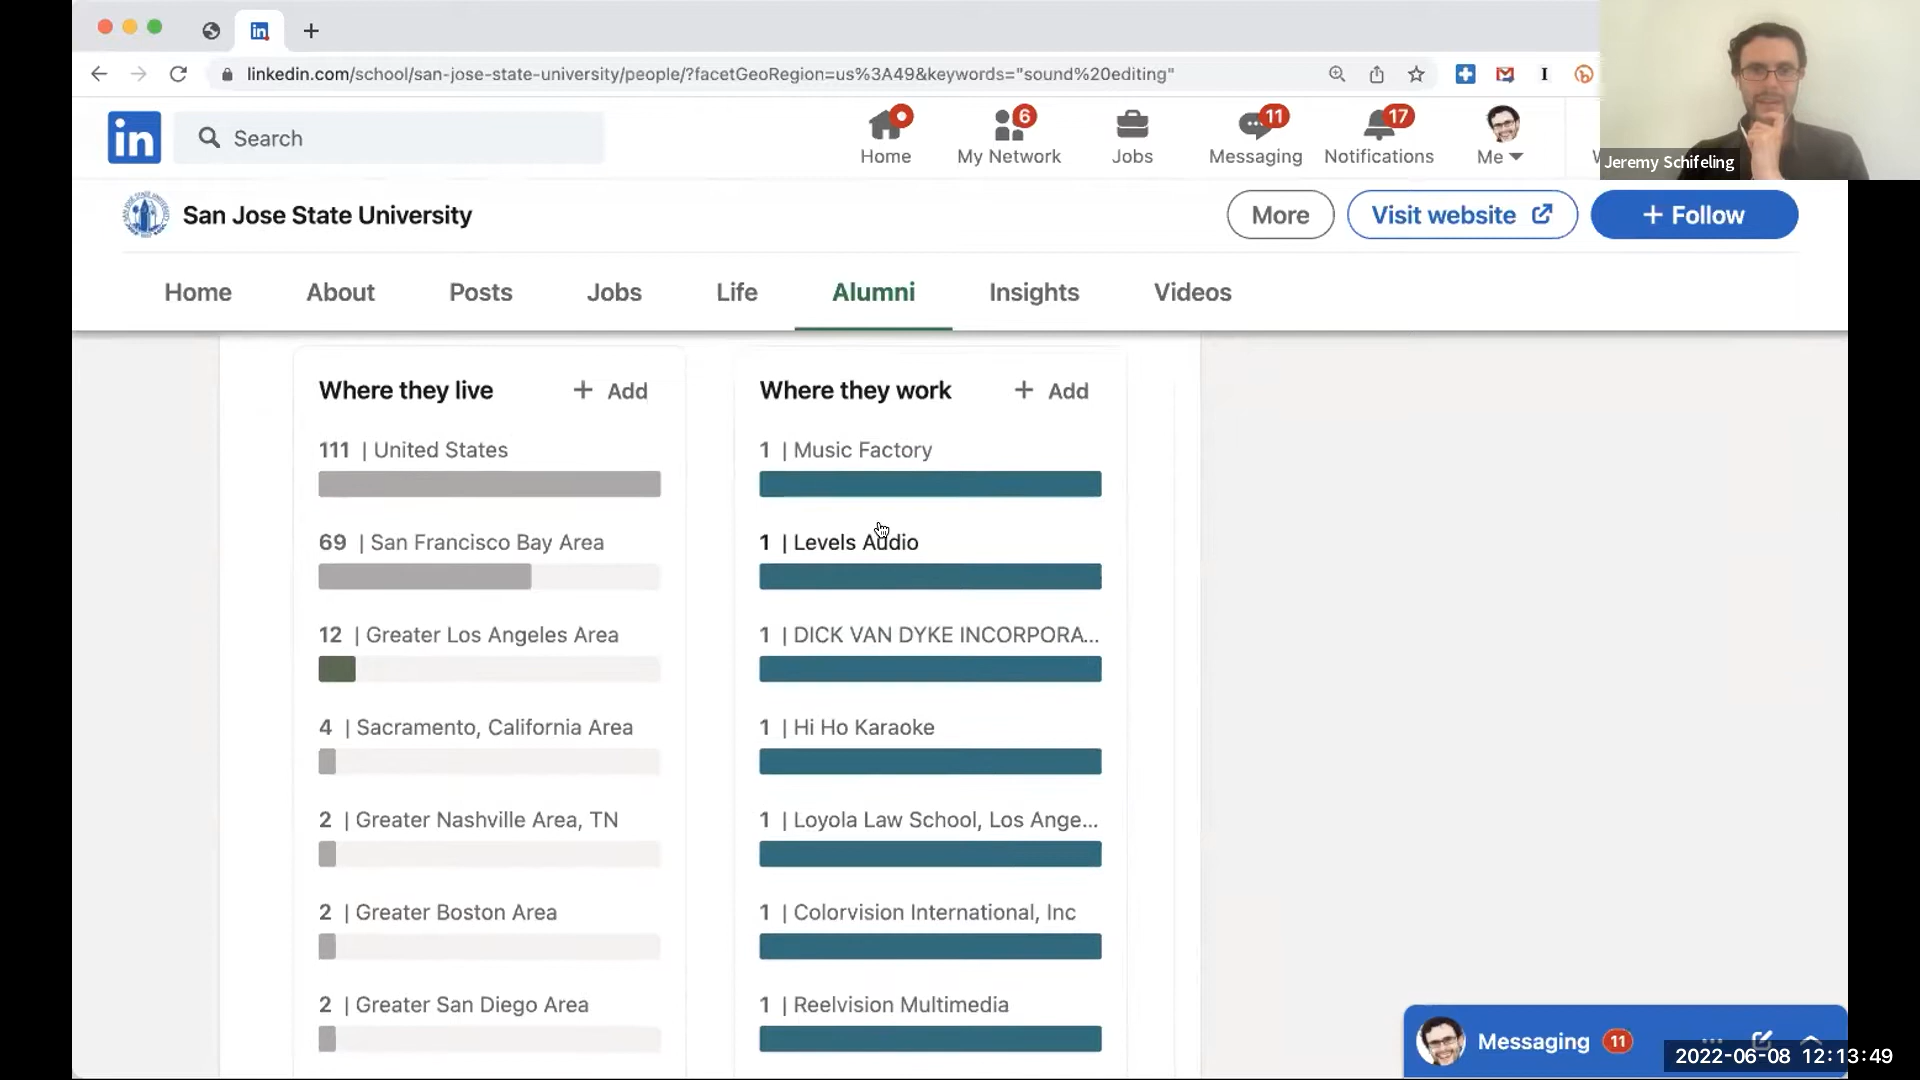 linkedin.com/school/san-jose-state-university/people/?facetGeoRegion=us%3A49&keywords="sound%20editing"
in
Search
Home
6
My Network
Jobs
11
Messaging
17
Notifications
Me
Jeremy Schifeling
San Jose State University
More
Visit website
+ Follow
Home
About
Posts
Jobs
Life
Alumni
Insights
Videos
Where they live
+ Add
111 | United States
69 | San Francisco Bay Area
12 | Greater Los Angeles Area
4 | Sacramento, California Area
2 | Greater Nashville Area, TN
2 | Greater Boston Area
2 | Greater San Diego Area
Where they work
+ Add
1 | Music Factory
1 | Levels Audio
1 | DICK VAN DYKE INCORPORA...
1 | Hi Ho Karaoke
1 | Loyola Law School, Los Ange...
1 | Colorvision International, Inc
1 | Reelvision Multimedia
Messaging 11
2022-06-08 12:13:49